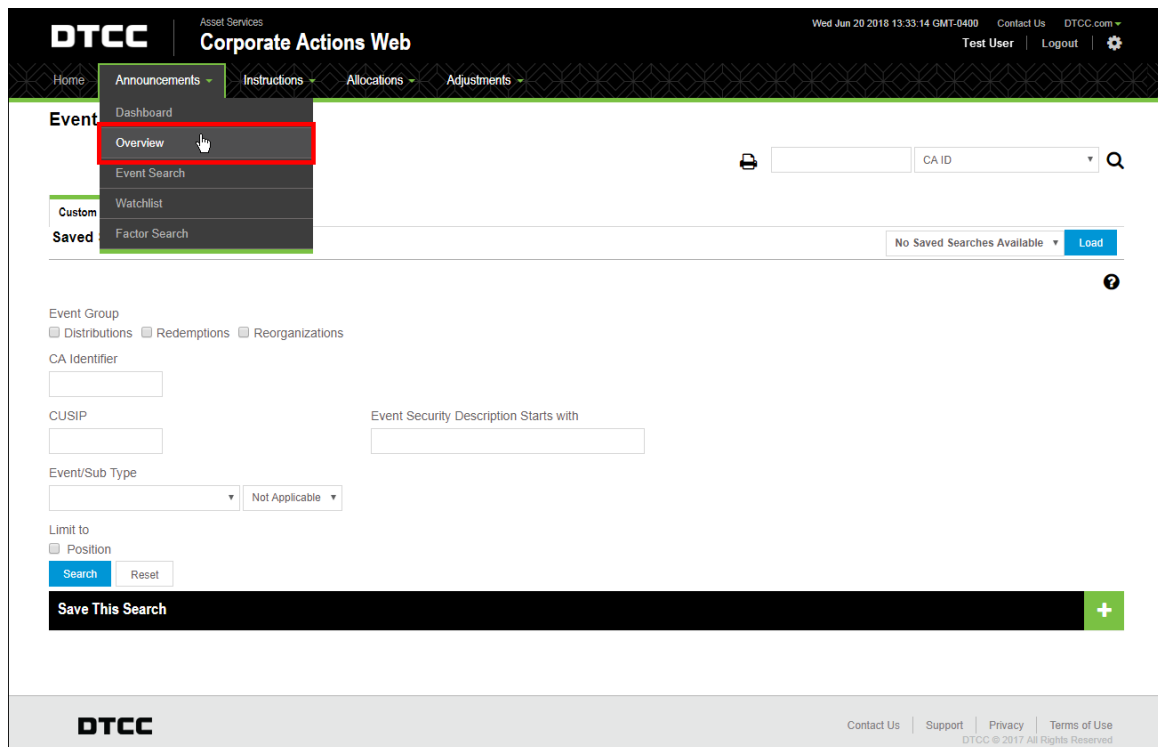 DTCC
Asset Services
Corporate Actions Web
Wed Jun 20 2018 13:33:14 GMT-0400 Contact Us DTCC.com
Test User Logout
Home Announcements Instructions Allocations Adjustments
Event
Dashboard
Overview
Event Search
Watchlist
Factor Search
CA ID
Custom
Saved
No Saved Searches Available Load
Event Group
Distributions Redemptions Reorganizations
CA Identifier
CUSIP Event Security Description Starts with
Event/Sub Type
Not Applicable
Limit to
Position
Search Reset
Save This Search
DTCC
Contact Us Support Privacy Terms of Use
DTCC © 2017 All Rights Reserved